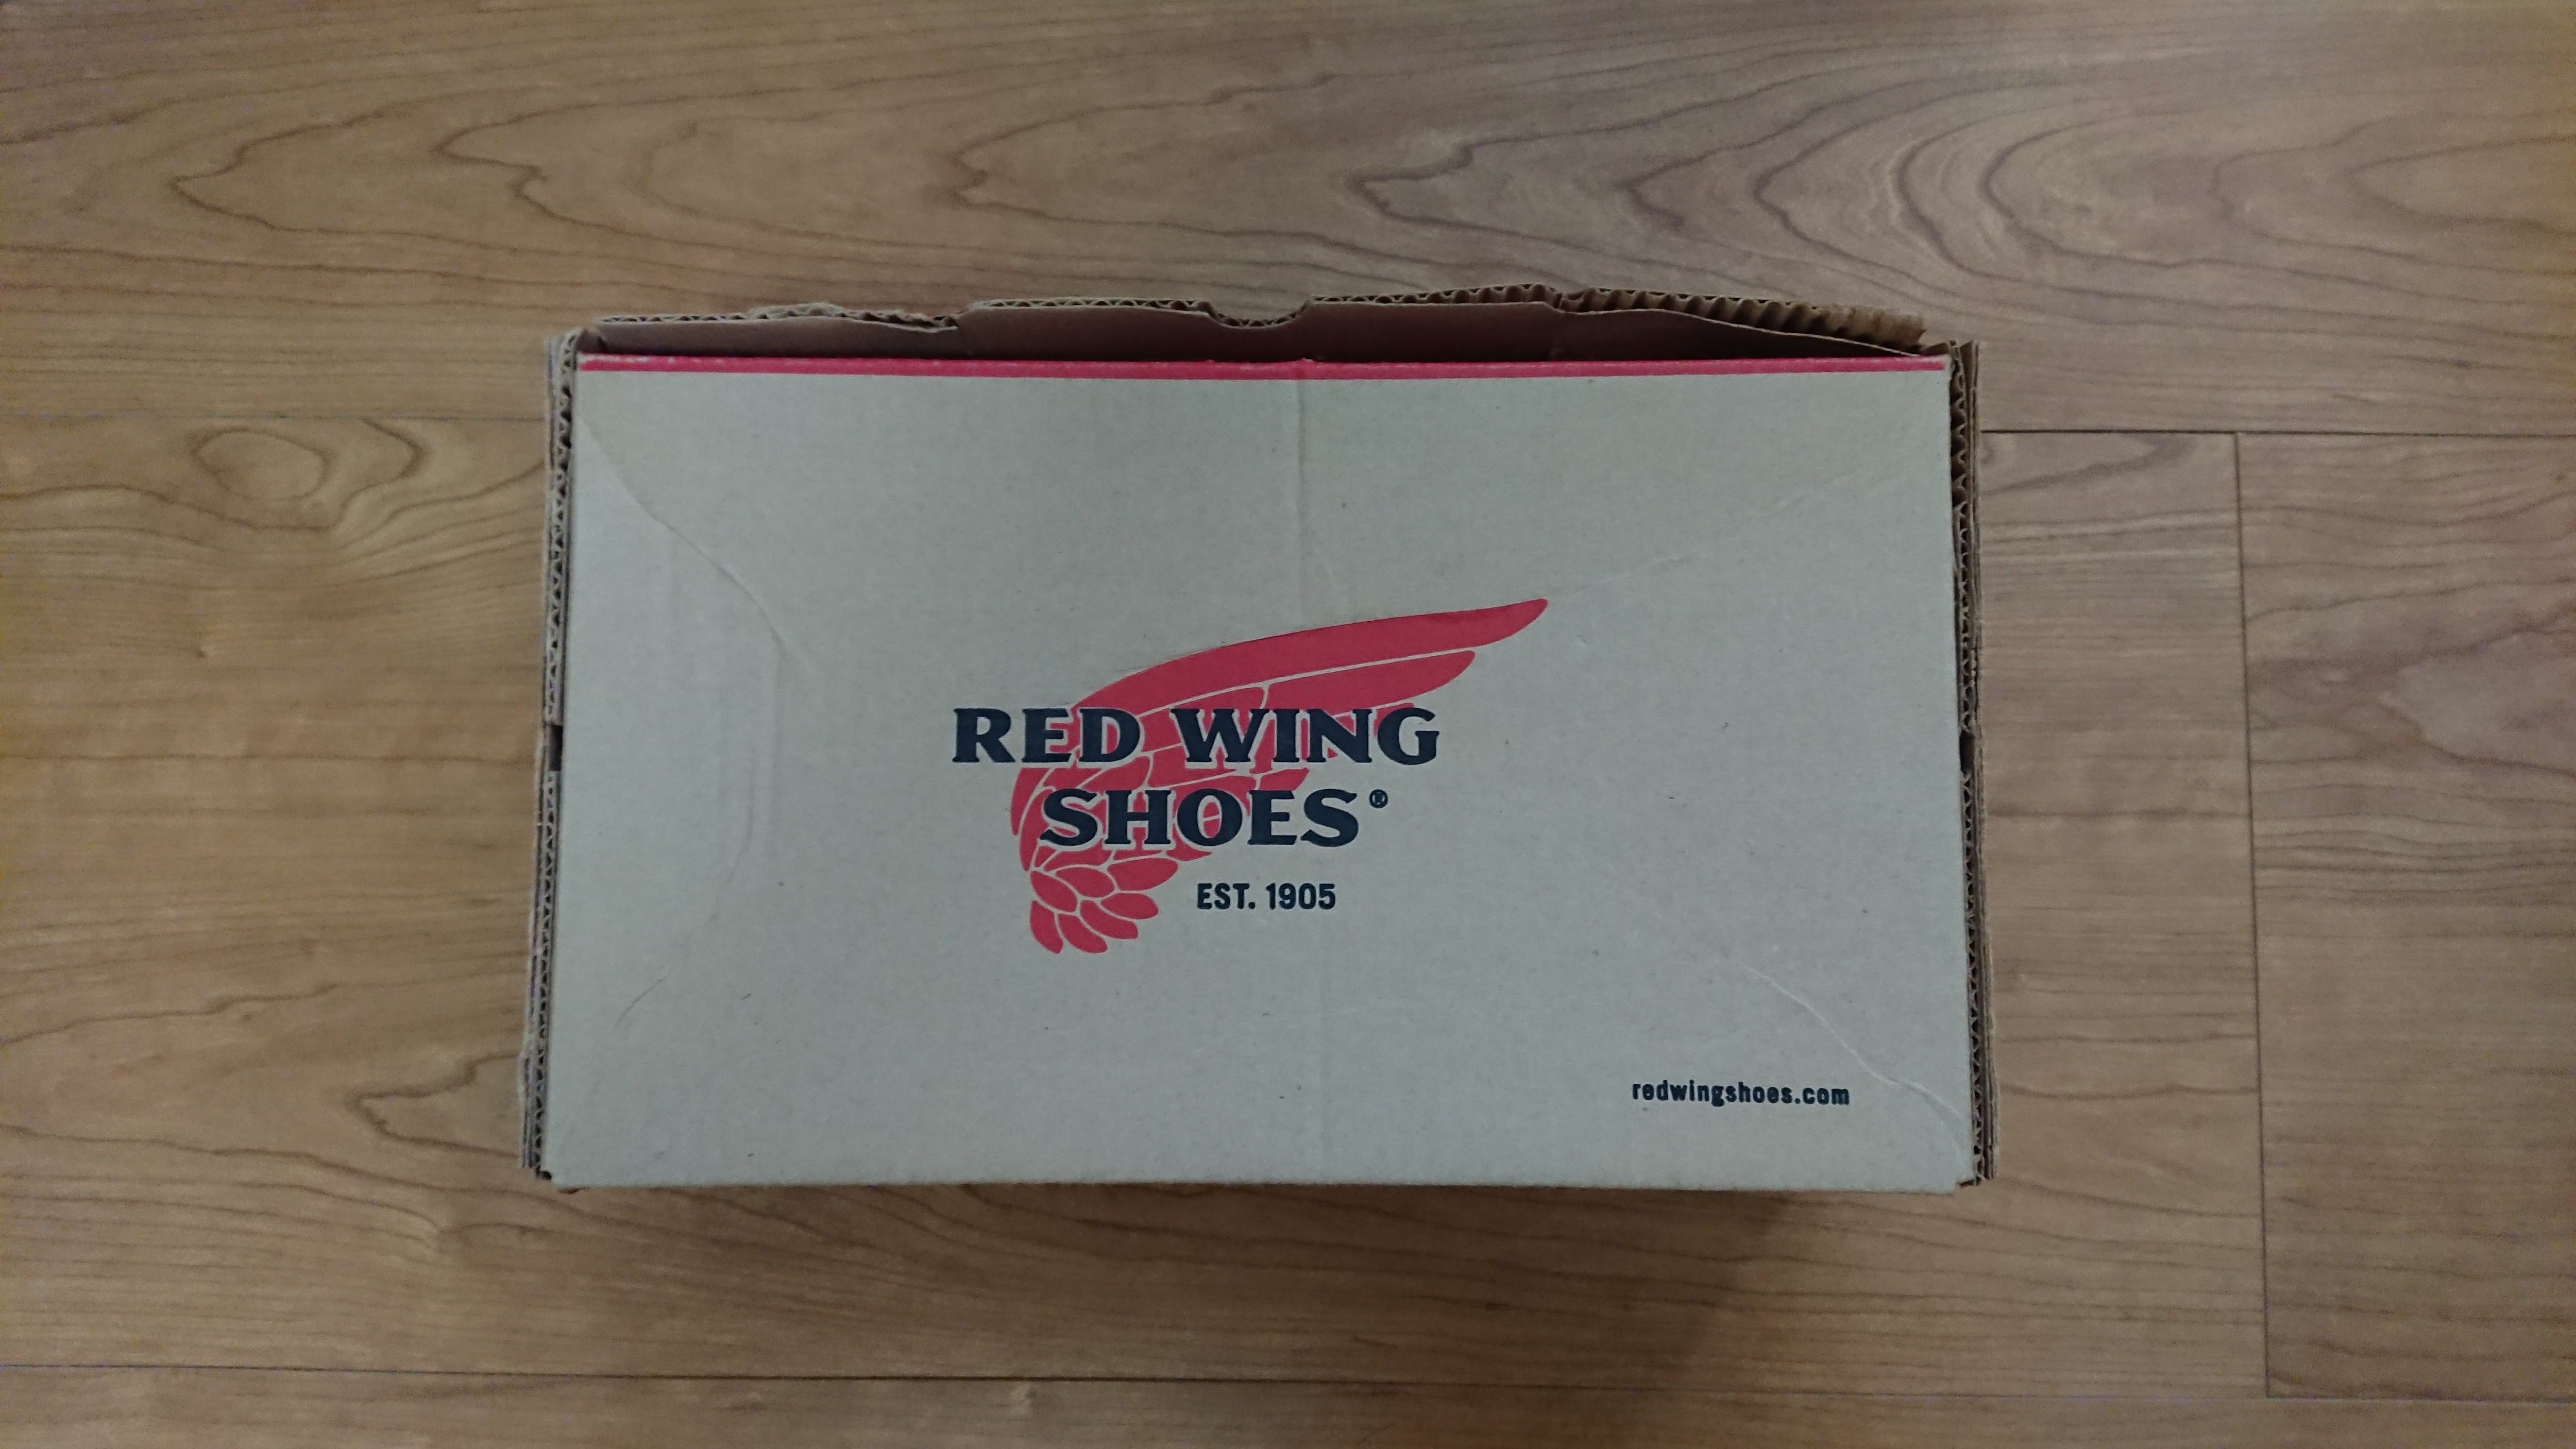 RED WING
SHOES®
EST. 1905
redwingshoes.com